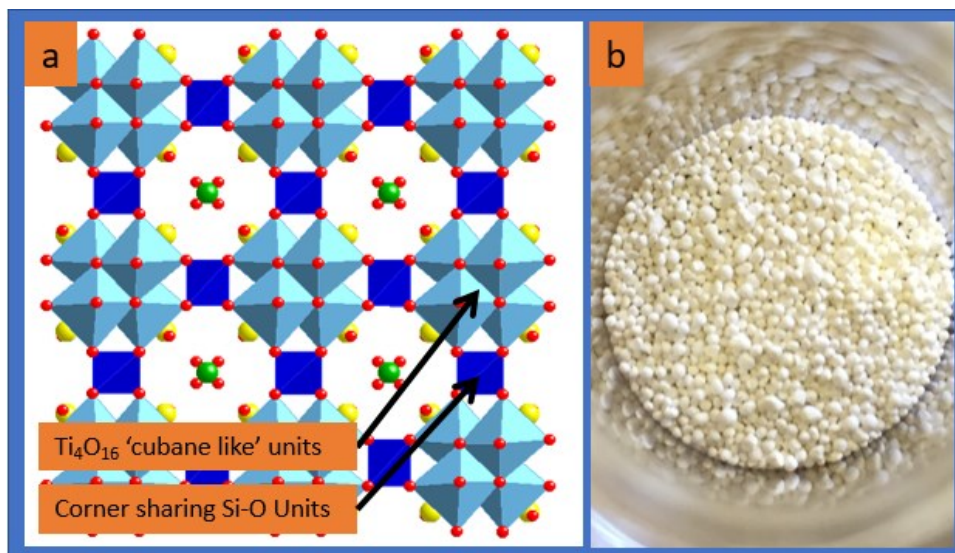 a
b
Ti₄O₁₆ ‘cubane like’ units
Corner sharing Si-O Units